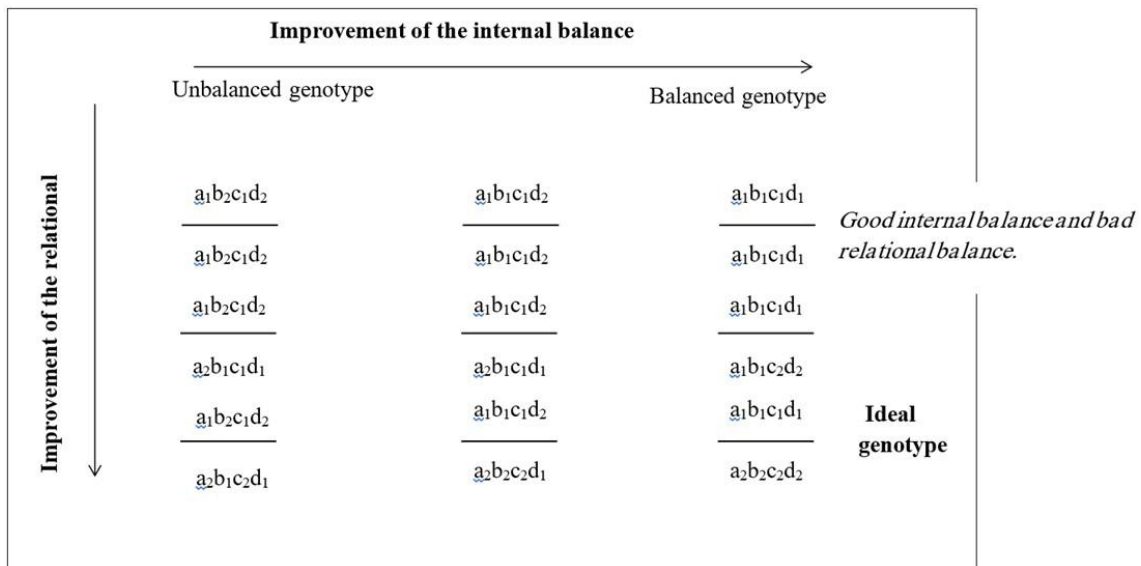 Improvement of the internal balance
Unbalanced genotype
Balanced genotype
Improvement of the relational
a₁b₂c₁d₂ a₁b₁c₁d₂ a₁b₁c₁d₁
a₁b₂c₁d₂ a₁b₁c₁d₂ a₁b₁c₁d₁
Good internal balance and bad
relational balance.
a₁b₂c₁d₂ a₁b₁c₁d₂ a₁b₁c₁d₁
a₂b₁c₁d₁ a₂b₁c₁d₁ a₁b₁c₂d₂
a₁b₂c₁d₂ a₁b₁c₁d₂ a₁b₁c₁d₁
a₂b₁c₂d₁ a₂b₂c₂d₁ a₂b₂c₂d₂
Ideal
genotype